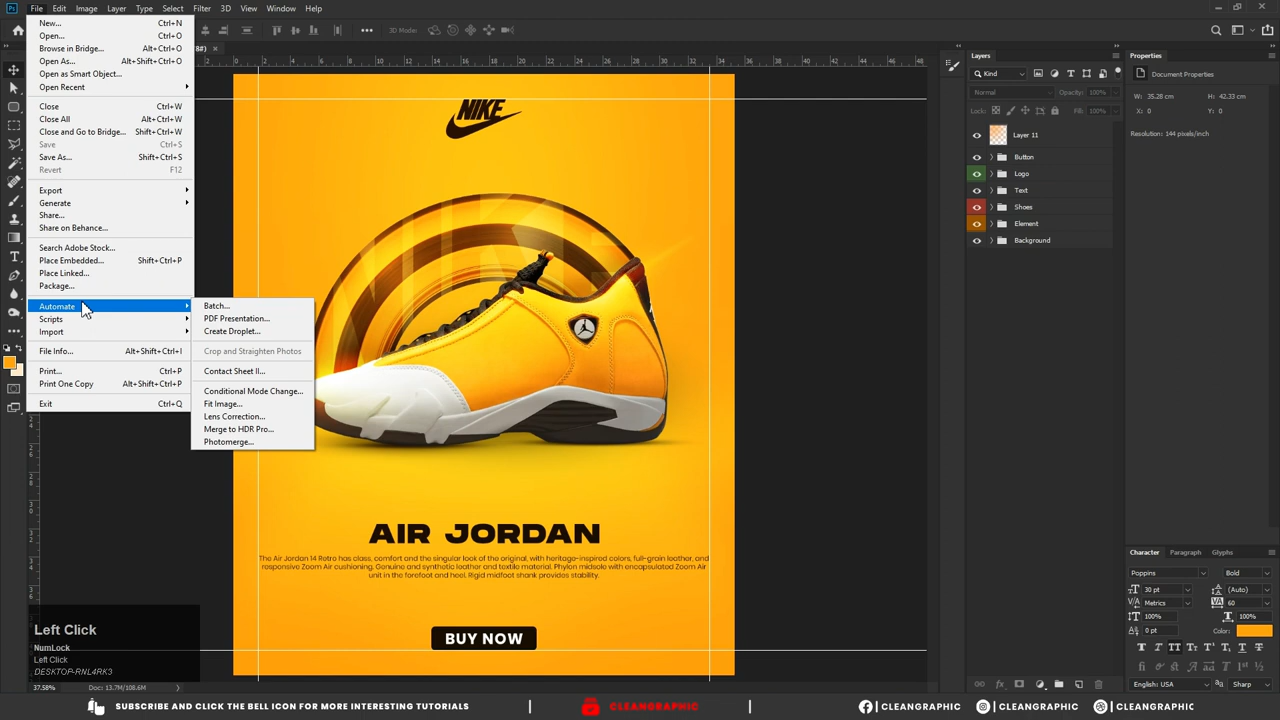 File Edit Image Layer Type Select Filter 3D View Window Help
New... Ctrl+N
Open... Ctrl+O
Browse in Bridge... Alt+Ctrl+O
Open As... Alt+Shift+Ctrl+O
Open as Smart Object...
Open Recent
Close Ctrl+W
Close All Alt+Ctrl+W
Close and Go to Bridge... Shift+Ctrl+W
Save Ctrl+S
Save As... Shift+Ctrl+S
Revert F12
Export
Generate
Share...
Share on Behance...
Search Adobe Stock...
Place Embedded... Shift+Ctrl+P
Place Linked...
Package...
Automate
Scripts
Import
File Info... Alt+Shift+Ctrl+I
Print... Ctrl+P
Print One Copy Alt+Shift+Ctrl+P
Exit Ctrl+Q
Batch...
PDF Presentation...
Create Droplet...
Crop and Straighten Photos
Contact Sheet II...
Conditional Mode Change...
Fit Image...
Lens Correction...
Merge to HDR Pro...
Photomerge...
3D Mode:
NIKE
AIR JORDAN
The Air Jordan 14 Retro has class, comfort and the singular look of the original, with heritage-inspired colors, full-grain leather, and
responsive Zoom Air cushioning. Genuine and synthetic leather and textile material. Phylon midsole with encapsulated Zoom Air
unit in the forefoot and heel. Rigid midfoot shank provides stability.
BUY NOW
Left Click
NumLock
Left Click
DESKTOP-RNL4RK3
37.58% Doc: 13.7M/108.6M
Layers
Kind
Normal Opacity: 100%
Lock: Fill: 100%
Layer 11
Button
Logo
Text
Shoes
Element
Background
Properties
Document Properties
W: 35.28 cm H: 42.33 cm
X: 0 Y: 0
Resolution: 144 pixels/inch
Character Paragraph Glyphs
Poppins Bold
30 pt (Auto)
Metrics 60
100% 100%
0 pt Color:
English: USA Sharp
SUBSCRIBE AND CLICK THE BELL ICON FOR MORE INTERESTING TUTORIALS
CLEANGRAPHIC
CLEANGRAPHIC
CLEANGRAPHIC
CLEANGRAPHIC